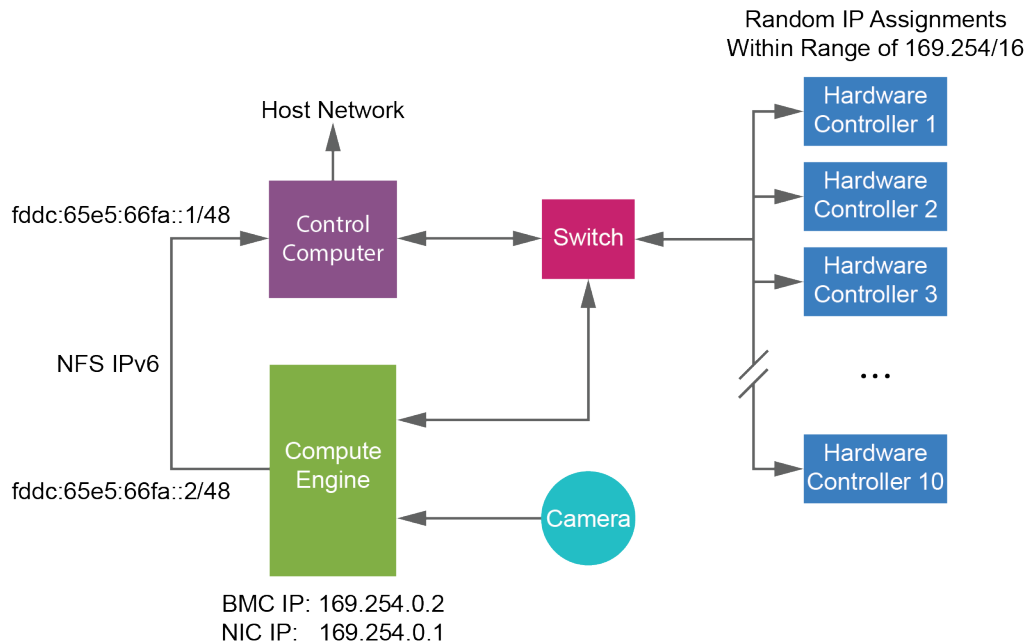 Random IP Assignments
Within Range of 169.254/16
Hardware
Controller 1
Host Network
Hardware
Controller 2
fddc:65e5:66fa::1/48
Control
Computer
Switch
Hardware
Controller 3
NFS IPv6
...
Compute
Engine
Hardware
Controller 10
fddc:65e5:66fa::2/48
Camera
BMC IP: 169.254.0.2
NIC IP: 169.254.0.1